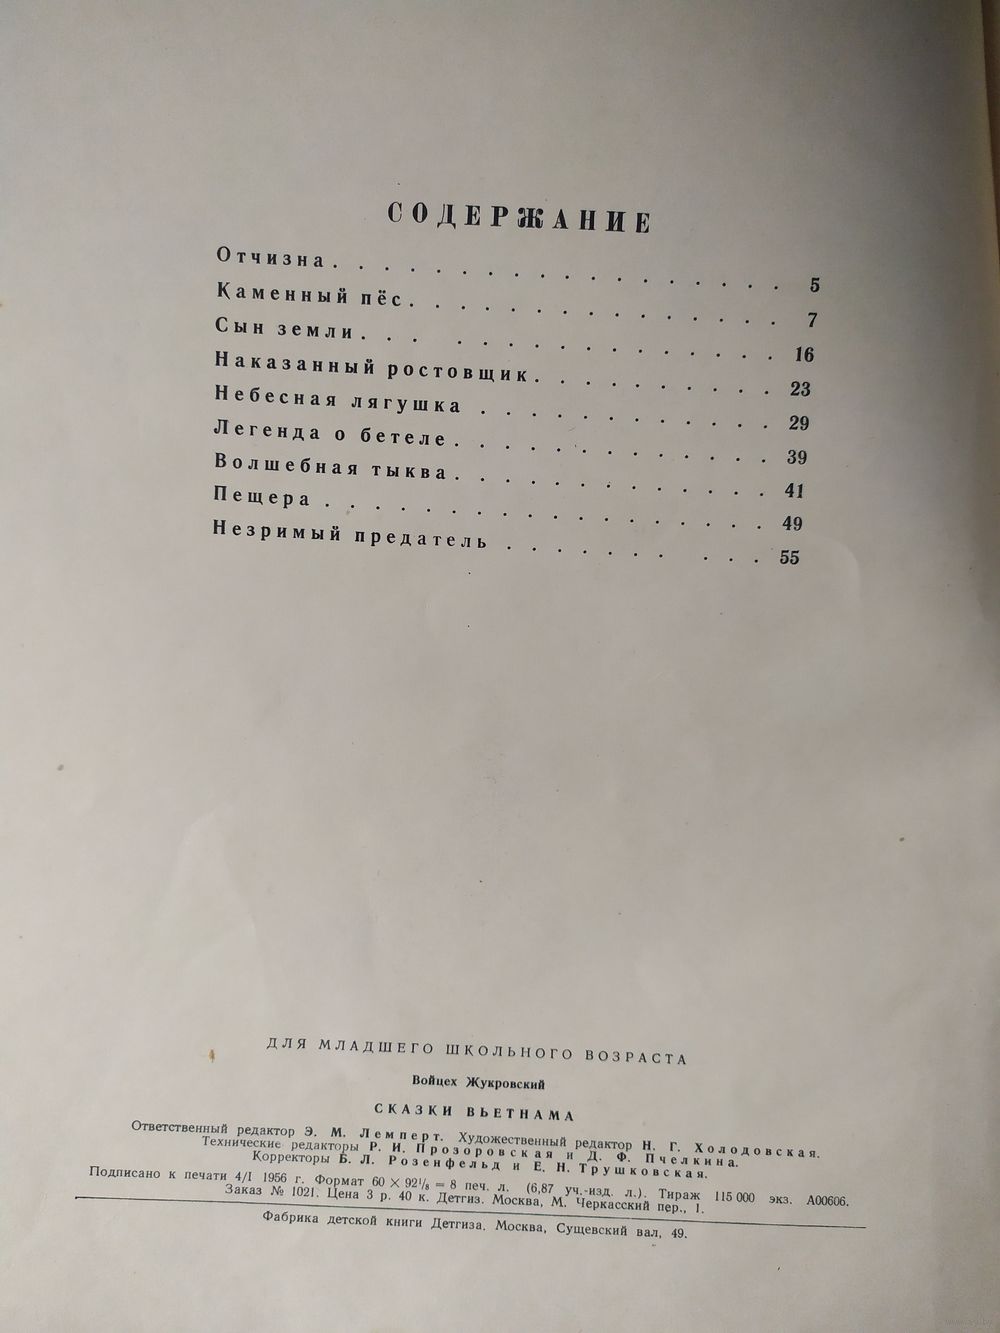 СОДЕРЖАНИЕ
Отчизна . . . . . . . . . . . . . . . . . . 5
Каменный пёс . . . . . . . . . . . . . . . 7
Сын земли . . . . . . . . . . . . . . . . 16
Наказанный ростовщик . . . . . . . . . . 23
Небесная лягушка . . . . . . . . . . . . 29
Легенда о бетеле . . . . . . . . . . . . . 39
Волшебная тыква . . . . . . . . . . . . . 41
Пещера . . . . . . . . . . . . . . . . . . 49
Незримый предатель . . . . . . . . . . 55
ДЛЯ МЛАДШЕГО ШКОЛЬНОГО ВОЗРАСТА
Войцех Жукровский
СКАЗКИ ВЬЕТНАМА
Ответственный редактор Э. М. Лемперт. Художественный редактор Н. Г. Холодовская.
Технические редакторы Р. И. Прозоровская и Д. Ф. Пчелкина.
Корректоры Б. Л. Розенфельд и Е. Н. Трушковская.
Подписано к печати 4/I 1956 г. Формат 60 × 92⅛ = 8 печ. л. (6,87 уч.-изд. л.). Тираж 115 000 экз. А00606.
Заказ № 1021. Цена 3 р. 40 к. Детгиз. Москва, М. Черкасский пер., 1.
Фабрика детской книги Детгиза. Москва, Сущевский вал, 49.